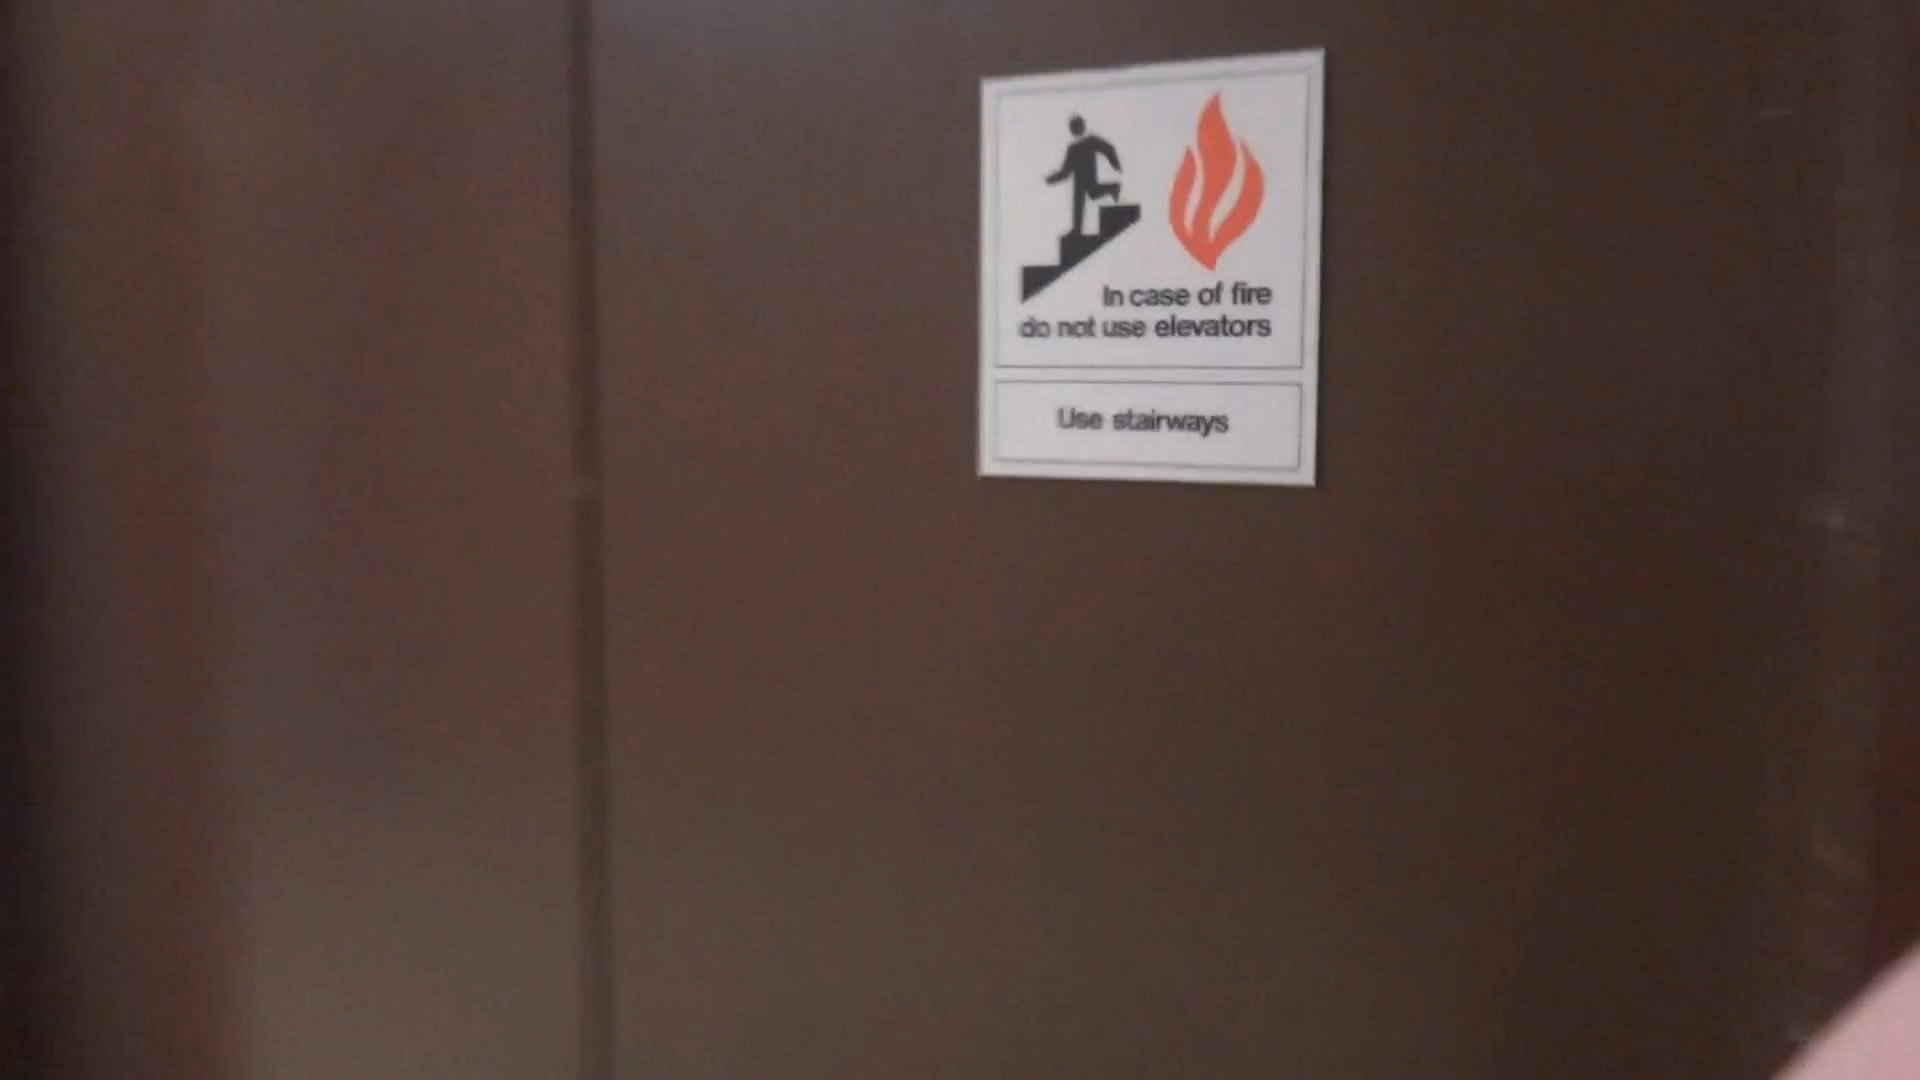 In case of fire
do not use elevators
Use stairways